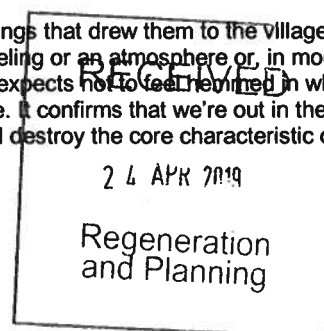 ngs that drew them to the village
eling or an atmosphere or, in mo
RECEIVED
expects not to feel hemmed in w
e. It confirms that we're out in the
destroy the core characteristic
24 APR 2019
Regeneration
and Planning